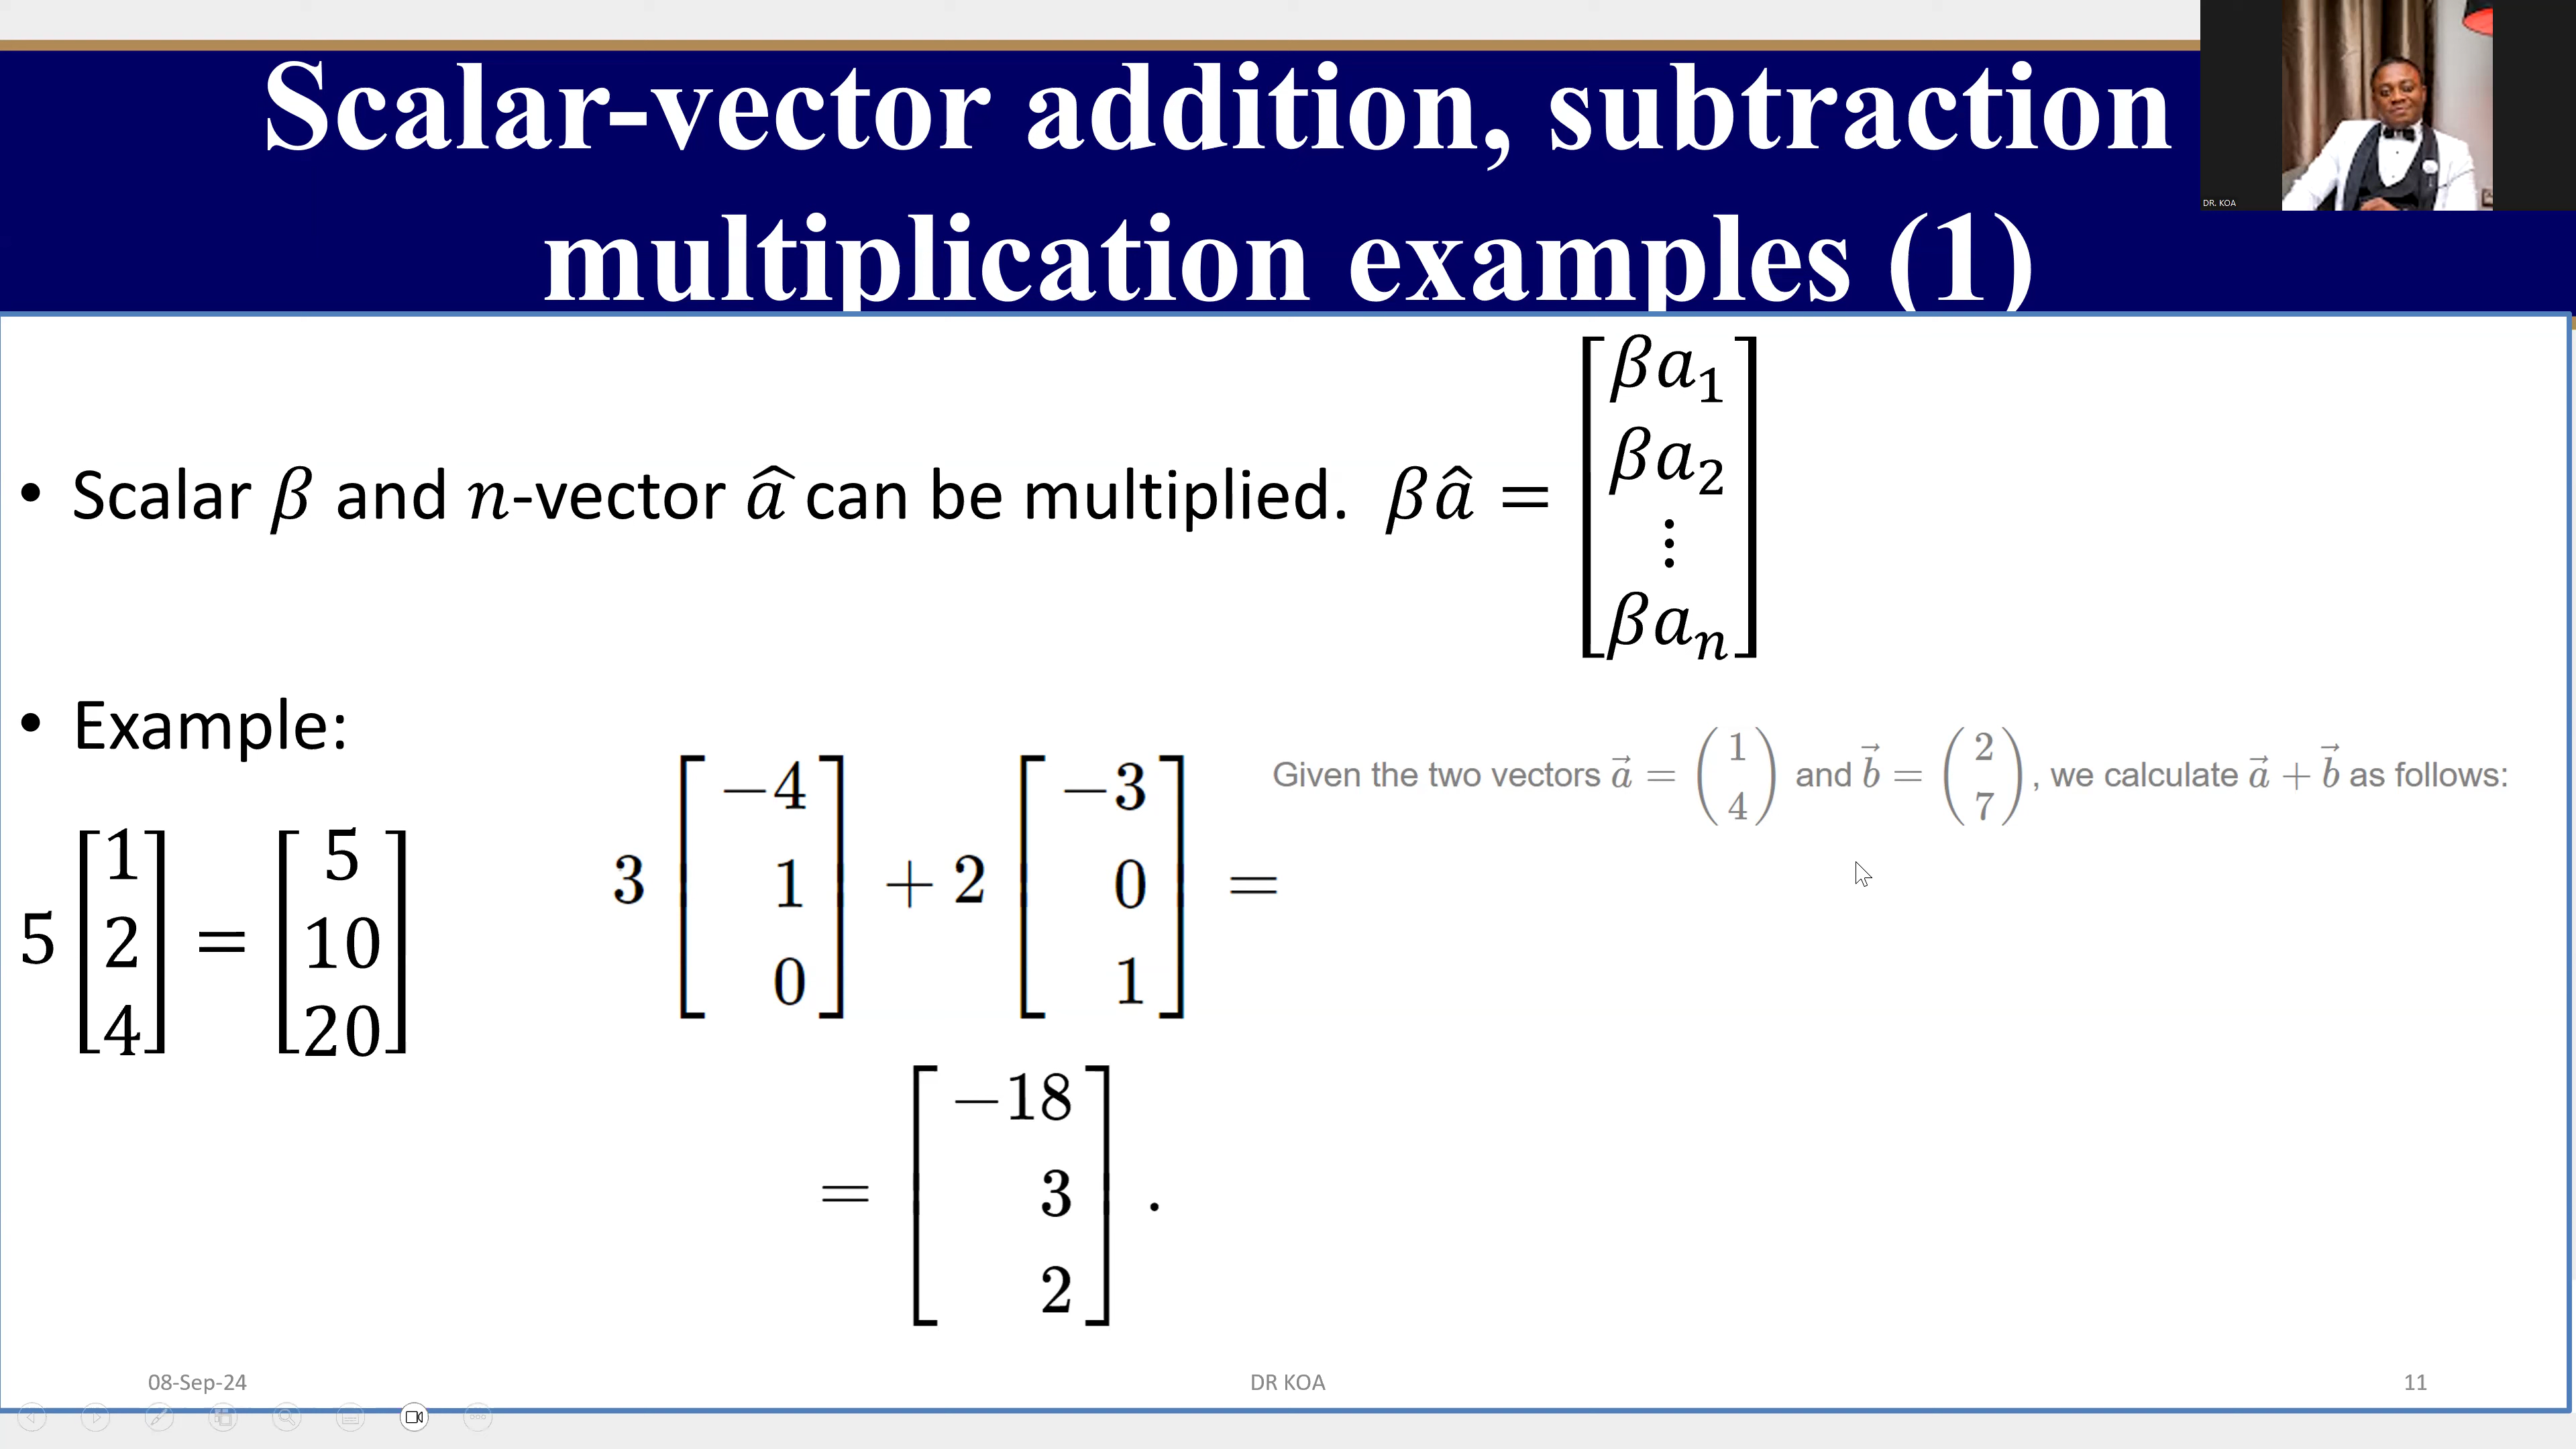 Scalar-vector addition, subtraction
multiplication examples (1)
DR. KOA
• Scalar β and n-vector â can be multiplied. βâ = [βa₁ βa₂ ⋮ βaₙ]
• Example:
5 [1 2 4] = [5 10 20]
3 [−4 1 0] + 2 [−3 0 1] =
= [−18 3 2] .
Given the two vectors a⃗ = (1 4) and b⃗ = (2 7), we calculate a⃗ + b⃗ as follows:
08-Sep-24
DR KOA
11